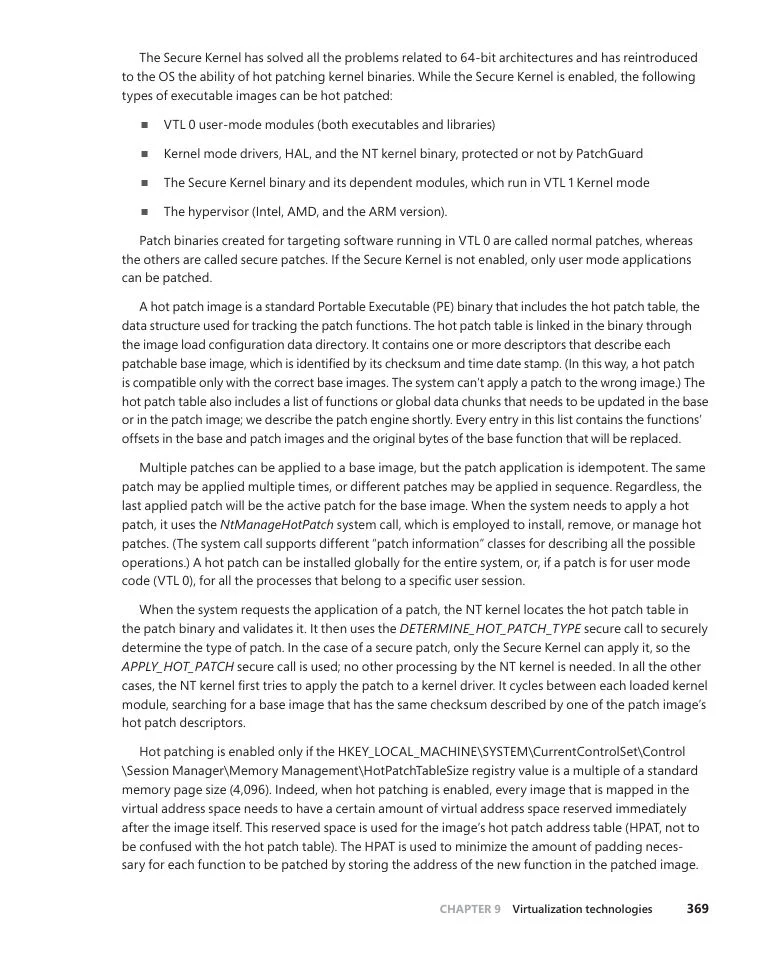 The Secure Kernel has solved all the problems related to 64-bit architectures and has reintroduced
to the OS the ability of hot patching kernel binaries. While the Secure Kernel is enabled, the following
types of executable images can be hot patched:
■ VTL 0 user-mode modules (both executables and libraries)
■ Kernel mode drivers, HAL, and the NT kernel binary, protected or not by PatchGuard
■ The Secure Kernel binary and its dependent modules, which run in VTL 1 Kernel mode
■ The hypervisor (Intel, AMD, and the ARM version).
Patch binaries created for targeting software running in VTL 0 are called normal patches, whereas
the others are called secure patches. If the Secure Kernel is not enabled, only user mode applications
can be patched.
A hot patch image is a standard Portable Executable (PE) binary that includes the hot patch table, the
data structure used for tracking the patch functions. The hot patch table is linked in the binary through
the image load configuration data directory. It contains one or more descriptors that describe each
patchable base image, which is identified by its checksum and time date stamp. (In this way, a hot patch
is compatible only with the correct base images. The system can't apply a patch to the wrong image.) The
hot patch table also includes a list of functions or global data chunks that needs to be updated in the base
or in the patch image; we describe the patch engine shortly. Every entry in this list contains the functions'
offsets in the base and patch images and the original bytes of the base function that will be replaced.
Multiple patches can be applied to a base image, but the patch application is idempotent. The same
patch may be applied multiple times, or different patches may be applied in sequence. Regardless, the
last applied patch will be the active patch for the base image. When the system needs to apply a hot
patch, it uses the NtManageHotPatch system call, which is employed to install, remove, or manage hot
patches. (The system call supports different "patch information" classes for describing all the possible
operations.) A hot patch can be installed globally for the entire system, or, if a patch is for user mode
code (VTL 0), for all the processes that belong to a specific user session.
When the system requests the application of a patch, the NT kernel locates the hot patch table in
the patch binary and validates it. It then uses the DETERMINE_HOT_PATCH_TYPE secure call to securely
determine the type of patch. In the case of a secure patch, only the Secure Kernel can apply it, so the
APPLY_HOT_PATCH secure call is used; no other processing by the NT kernel is needed. In all the other
cases, the NT kernel first tries to apply the patch to a kernel driver. It cycles between each loaded kernel
module, searching for a base image that has the same checksum described by one of the patch image's
hot patch descriptors.
Hot patching is enabled only if the HKEY_LOCAL_MACHINE\SYSTEM\CurrentControlSet\Control
\Session Manager\Memory Management\HotPatchTableSize registry value is a multiple of a standard
memory page size (4,096). Indeed, when hot patching is enabled, every image that is mapped in the
virtual address space needs to have a certain amount of virtual address space reserved immediately
after the image itself. This reserved space is used for the image's hot patch address table (HPAT, not to
be confused with the hot patch table). The HPAT is used to minimize the amount of padding neces-
sary for each function to be patched by storing the address of the new function in the patched image.
CHAPTER 9 Virtualization technologies 369